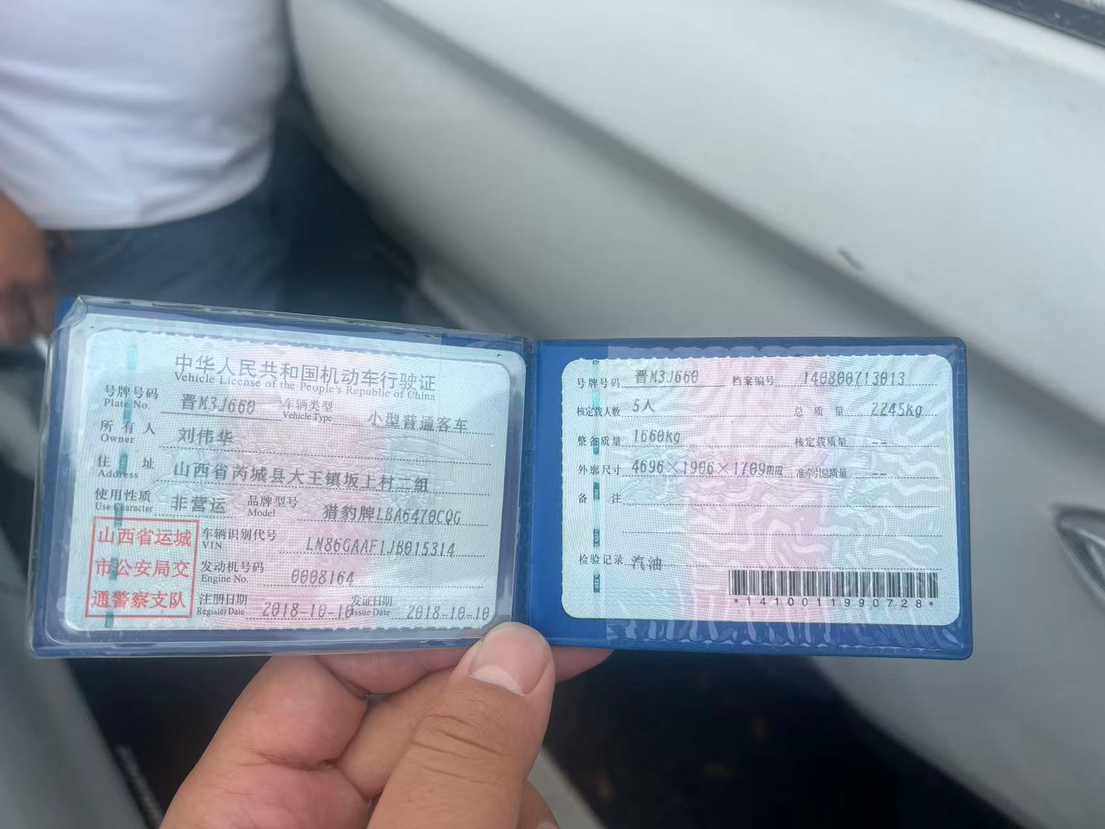 中华人民共和国机动车行驶证
Vehicle License of the People's Republic of China
号牌号码 Plate No. 晋M3J660 车辆类型 Vehicle Type 小型普通客车
所有人 Owner 刘伟华
住址 Address 山西省芮城县大王镇坂上村二组
使用性质 Use Character 非营运 品牌型号 Model 猎豹牌LBA6470CQG
山西省运城
市公安局交
通警察支队
车辆识别代号 VIN LN86GAAF1JB015314
发动机号码 Engine No. 0008164
注册日期 Register Date 2018-10-10 发证日期 Issue Date 2018-10-10
号牌号码 晋M3J660 档案编号 140800713013
核定载人数 5人 总质量 2245kg
整备质量 1660kg 核定载质量 --
外廓尺寸 4696×1906×1709mm 准牵引总质量 --
备注
检验记录 汽油
*1410011990728*